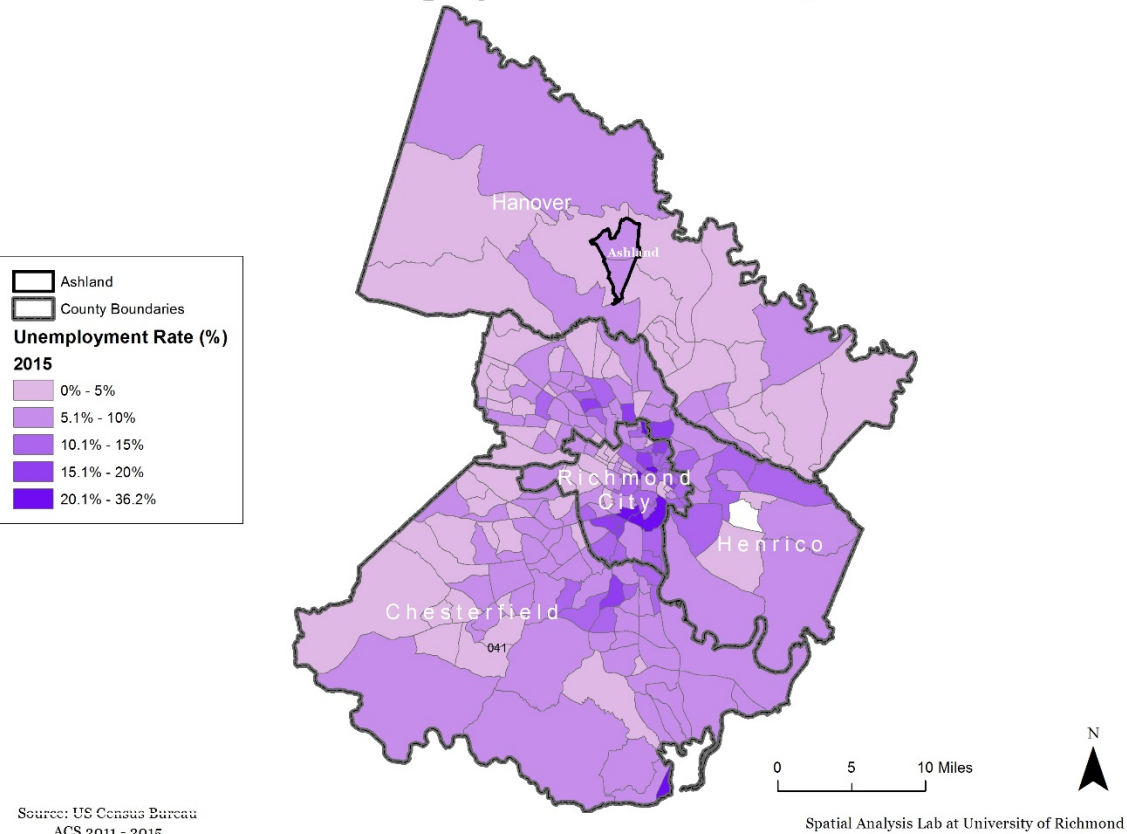 Hanover
Ashland
Ashland
County Boundaries
Unemployment Rate (%)
2015
0% - 5%
5.1% - 10%
10.1% - 15%
15.1% - 20%
20.1% - 36.2%
Richmond
City
Henrico
Chesterfield
041
N
0 5 10 Miles
Source: US Census Bureau
ACS 2011 - 2015
Spatial Analysis Lab at University of Richmond